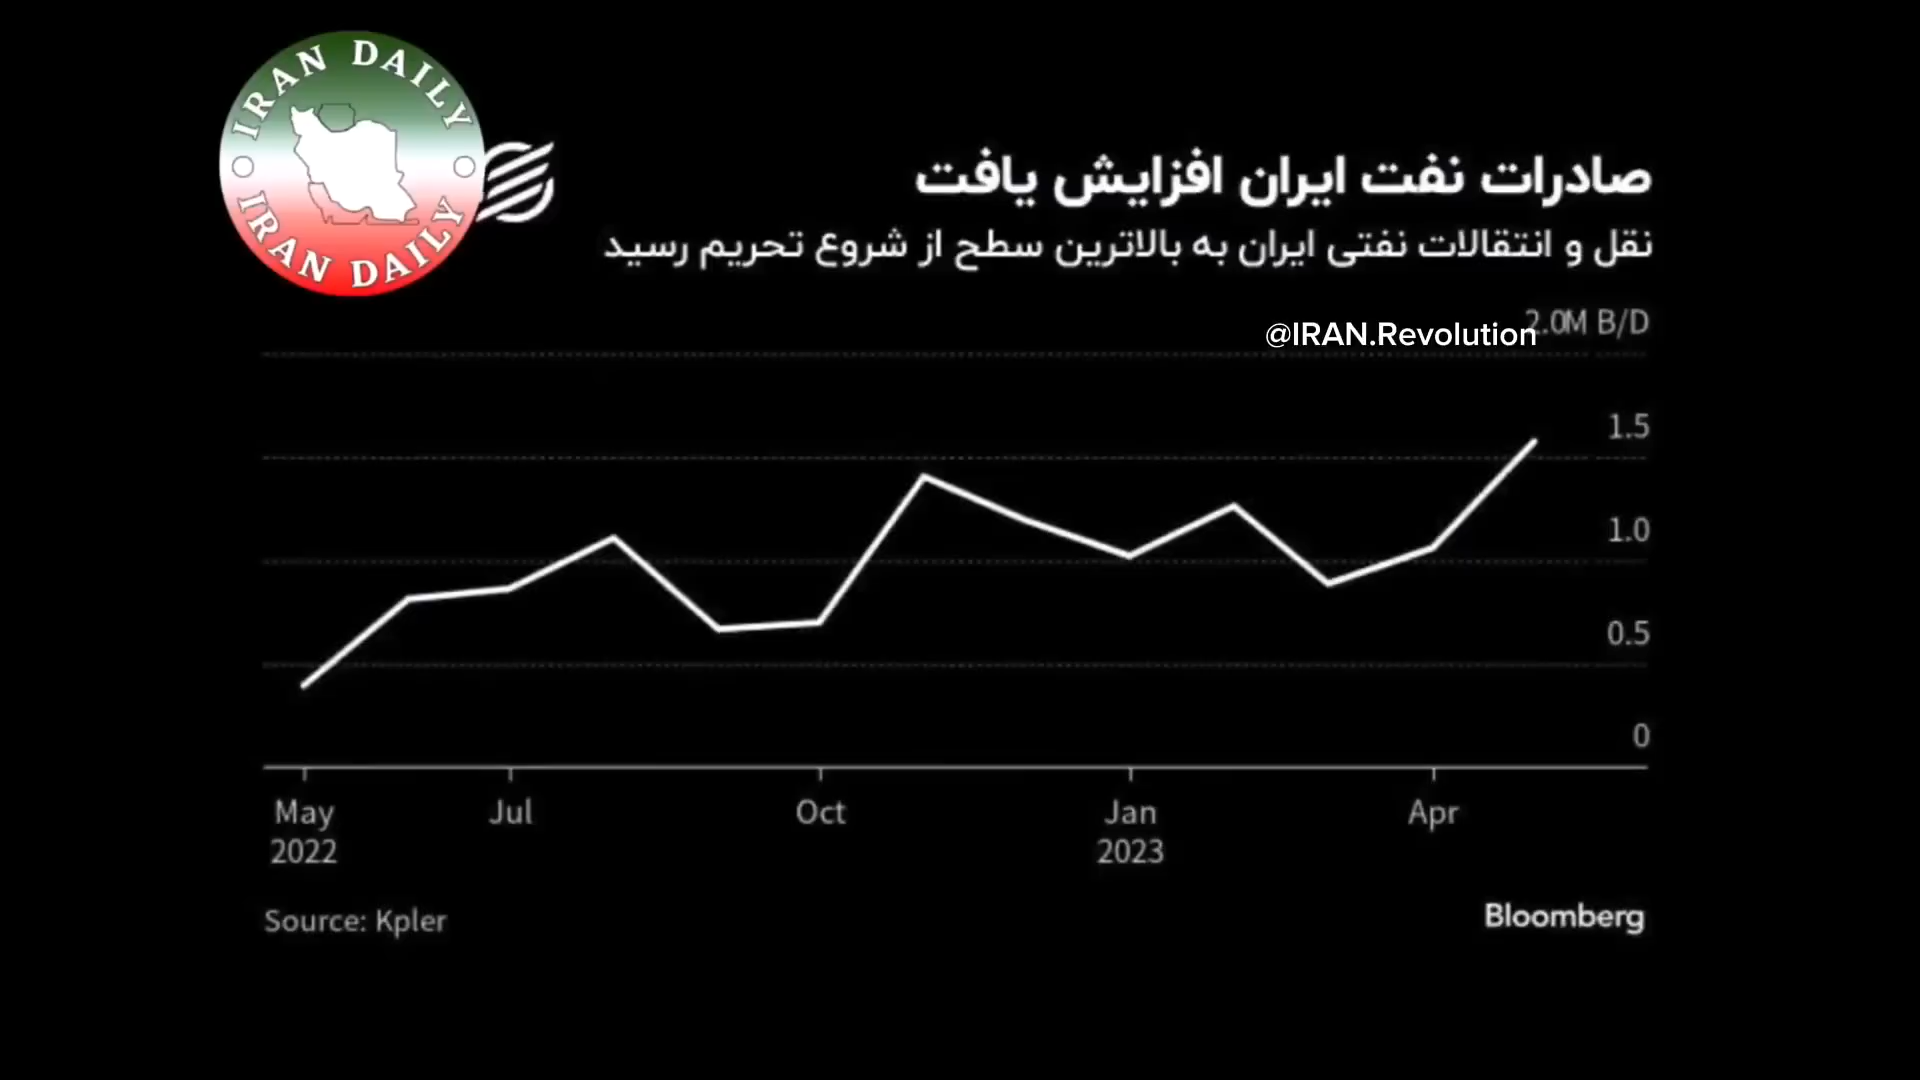 IRAN DAILY
IRAN DAILY
صادرات نفت ایران افزایش یافت
نقل و انتقالات نفتی ایران به بالاترین سطح از شروع تحریم رسید
@IRAN.Revolution
2.0M B/D
1.5
1.0
0.5
0
May Jul Oct Jan Apr
2022 2023
Source: Kpler
Bloomberg